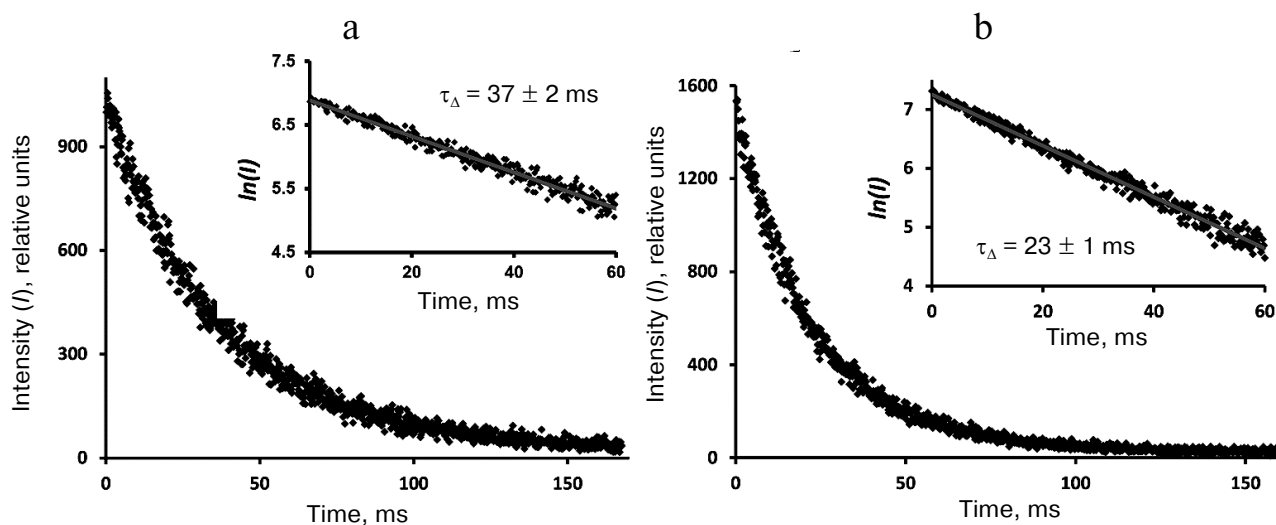 a
Intensity (I), relative units
900
600
300
0
0
50
100
150
Time, ms
7.5
6.5
5.5
4.5
ln(I)
τΔ = 37 ± 2 ms
0
20
40
60
Time, ms
b
Intensity (I), relative units
1600
1200
800
400
0
0
50
100
150
Time, ms
7
6
5
4
ln(I)
τΔ = 23 ± 1 ms
0
20
40
60
Time, ms